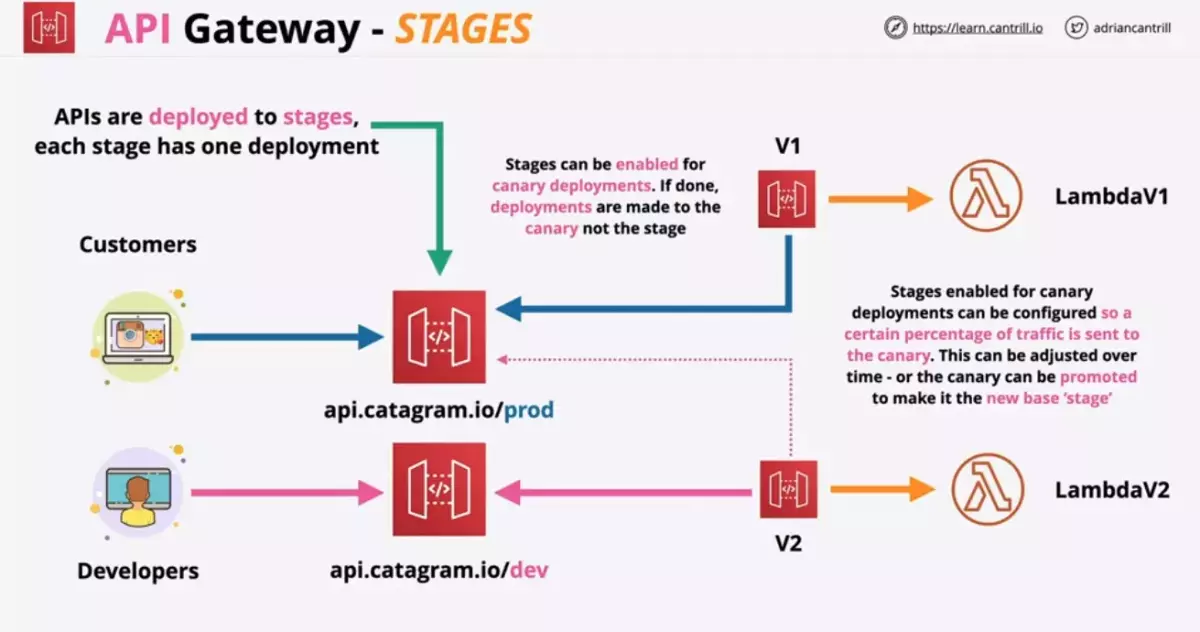 API Gateway - STAGES
https://learn.cantrill.io
adriancantrill
APIs are deployed to stages,
each stage has one deployment
Stages can be enabled for
canary deployments. If done,
deployments are made to the
canary not the stage
V1
LambdaV1
Customers
api.catagram.io/prod
Stages enabled for canary
deployments can be configured so a
certain percentage of traffic is sent to
the canary. This can be adjusted over
time - or the canary can be promoted
to make it the new base ‘stage’
Developers
api.catagram.io/dev
V2
LambdaV2